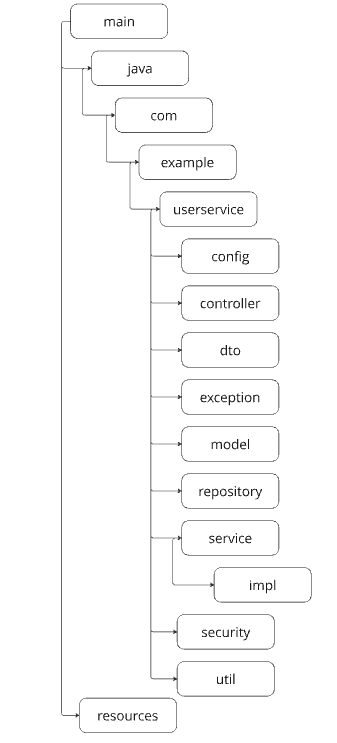 main
java
com
example
userservice
config
controller
dto
exception
model
repository
service
impl
security
util
resources